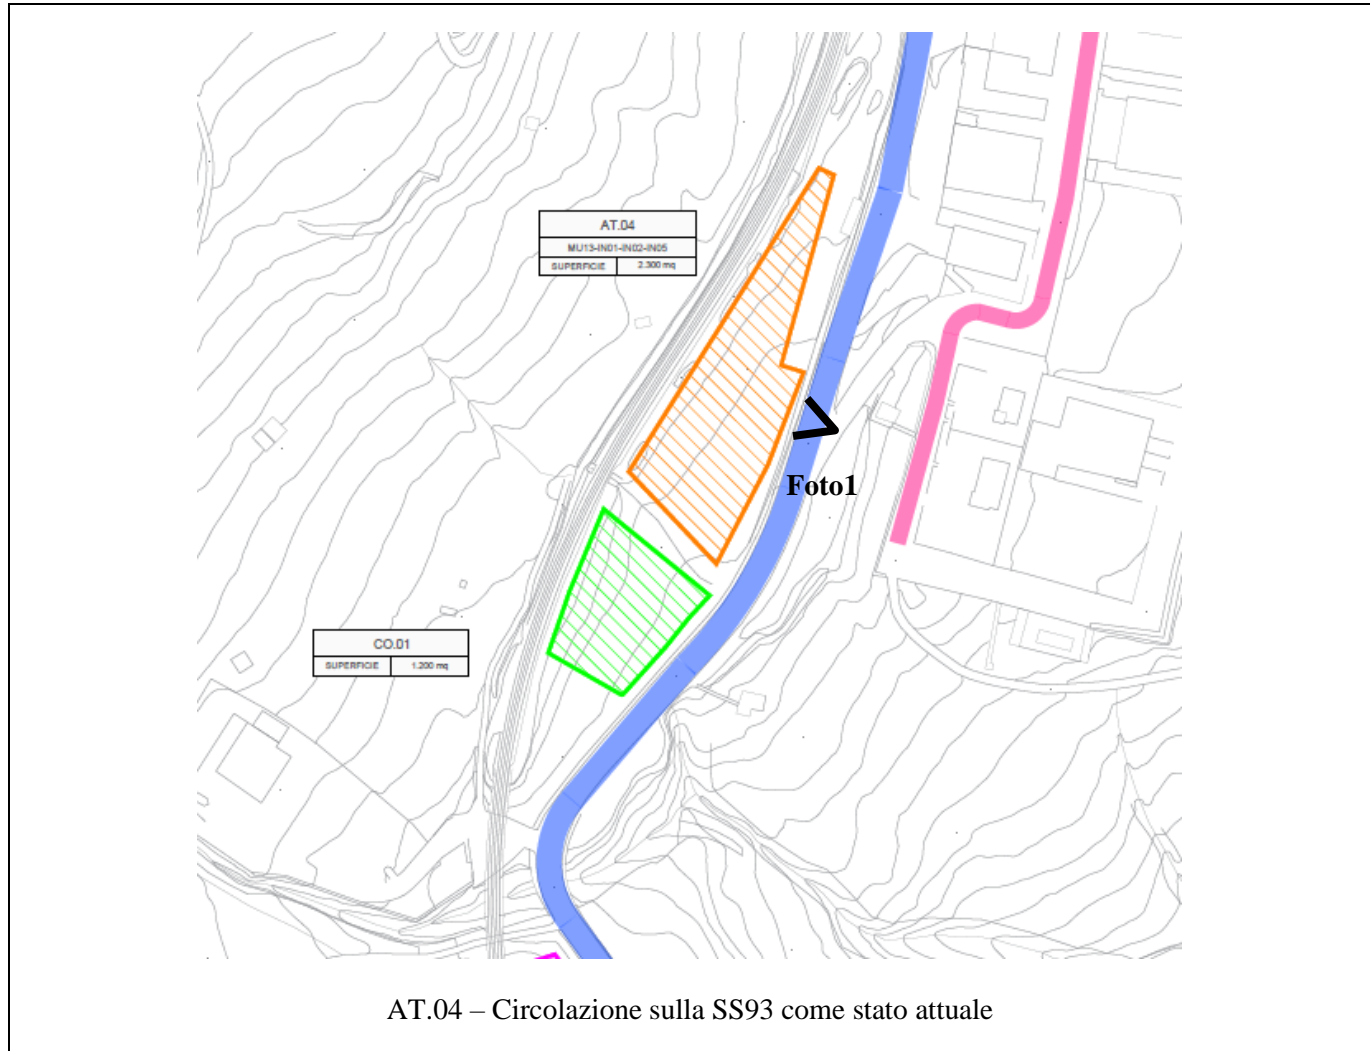 AT.04
MU13-IN01-IN02-IN05
SUPERFICIE 2.300 mq
Foto1
CO.01
SUPERFICIE 1.200 mq
AT.04 – Circolazione sulla SS93 come stato attuale